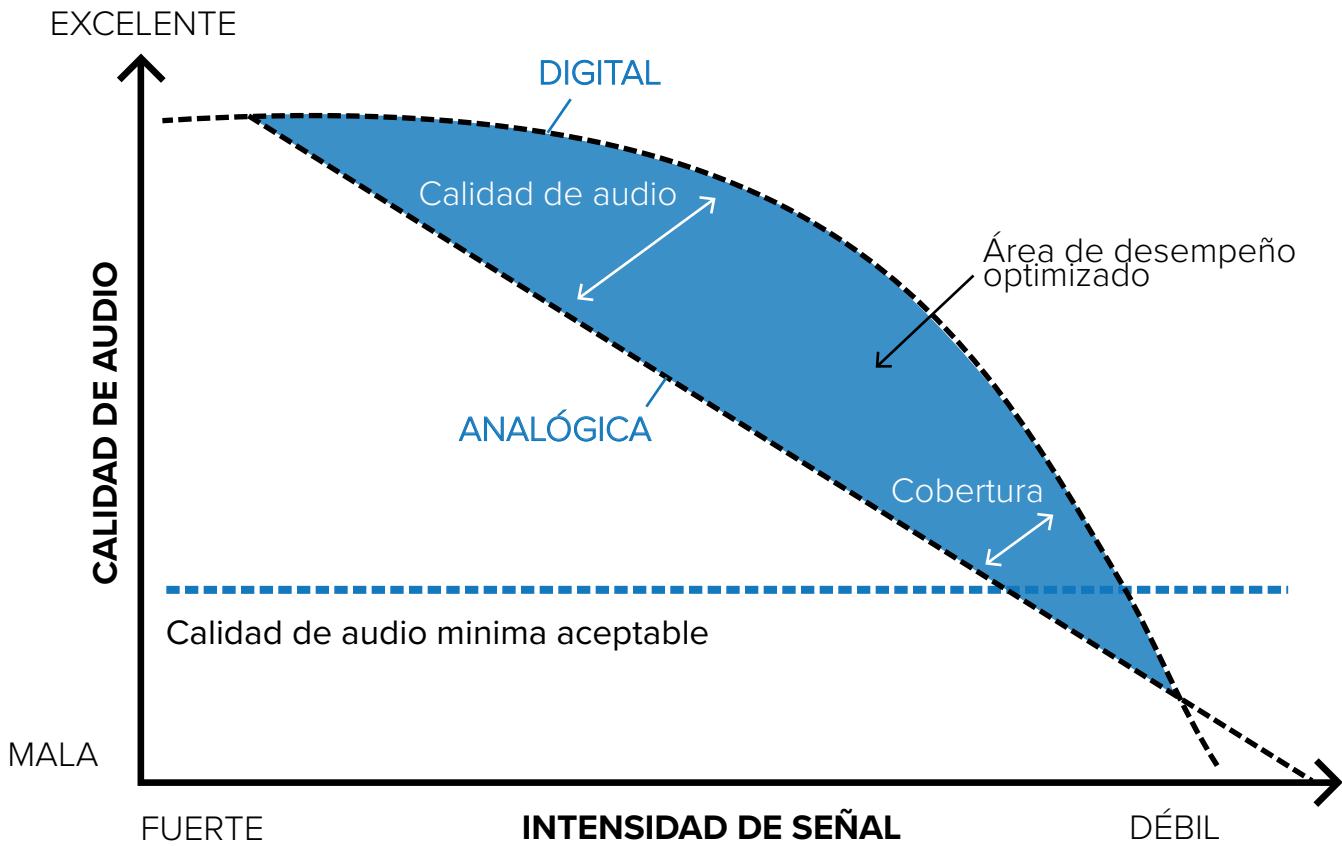 EXCELENTE
DIGITAL
Calidad de audio
Área de desempeño
optimizado
CALIDAD DE AUDIO
ANALÓGICA
Cobertura
Calidad de audio minima aceptable
MALA
FUERTE
INTENSIDAD DE SEÑAL
DÉBIL